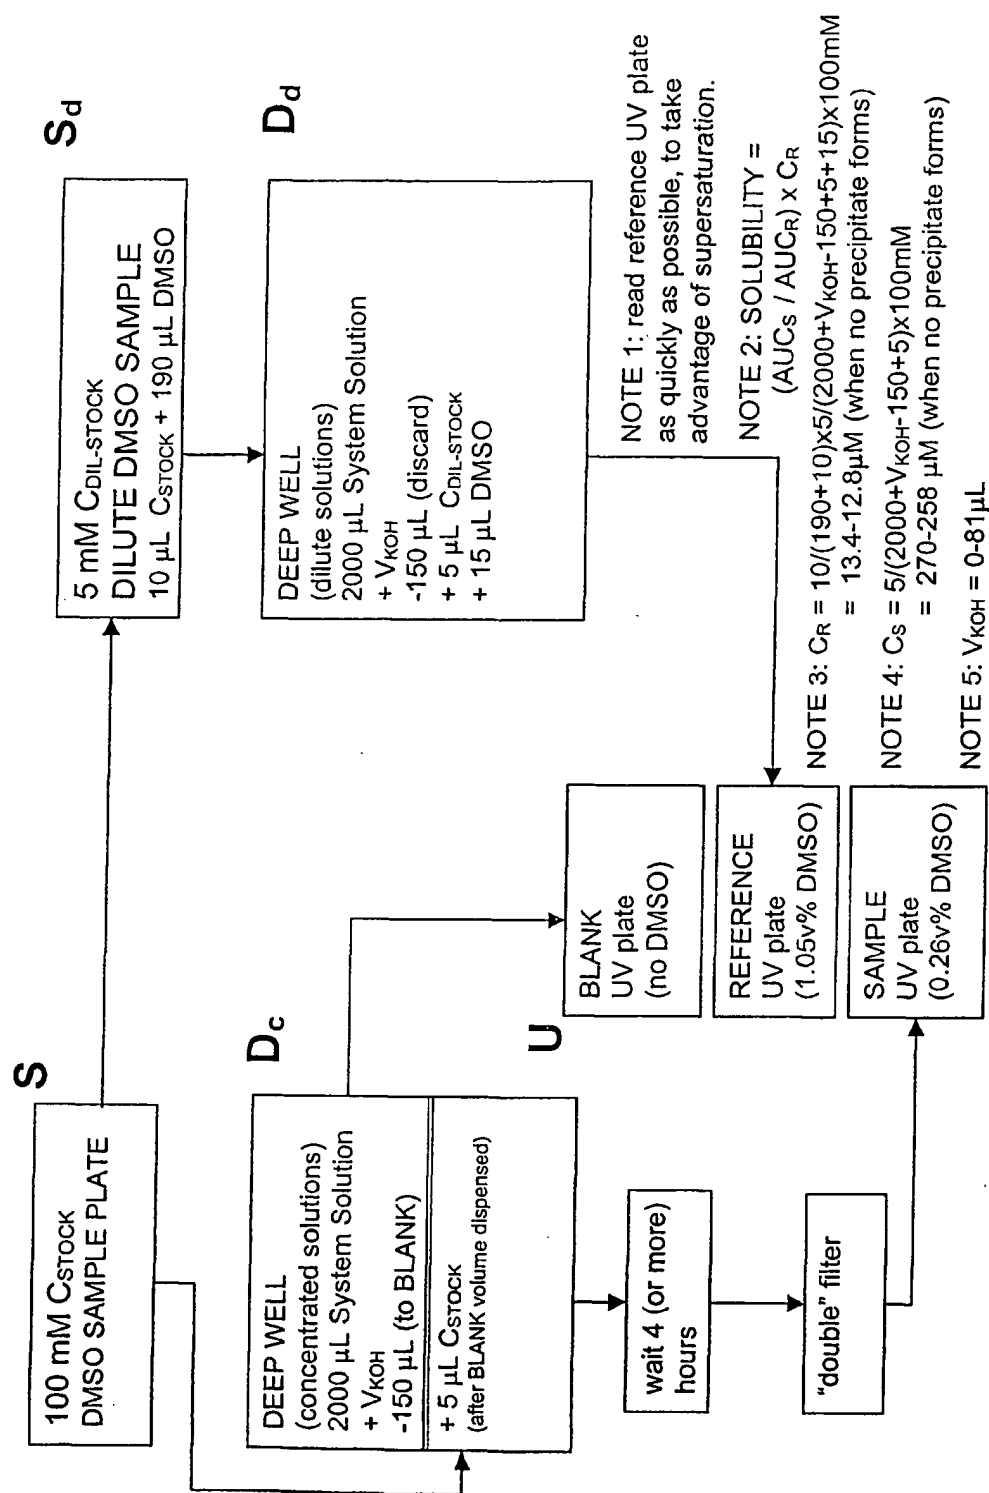 S
100 mM CSTOCK
DMSO SAMPLE PLATE
Sd
5 mM CDIL-STOCK
DILUTE DMSO SAMPLE
10 µL CSTOCK + 190 µL DMSO
Dc
DEEP WELL
(concentrated solutions)
2000 µL System Solution
+ VKOH
-150 µL (to BLANK)
+ 5 µL CSTOCK
(after BLANK volume dispensed)
Dd
DEEP WELL
(dilute solutions)
2000 µL System Solution
+ VKOH
-150 µL (discard)
+ 5 µL CDIL-STOCK
+ 15 µL DMSO
wait 4 (or more)
hours
"double" filter
U
BLANK
UV plate
(no DMSO)
REFERENCE
UV plate
(1.05v% DMSO)
SAMPLE
UV plate
(0.26v% DMSO)
NOTE 1: read reference UV plate
as quickly as possible, to take
advantage of supersaturation.
NOTE 2: SOLUBILITY =
(AUCS / AUCR) x CR
NOTE 3: CR = 10/(190+10)x5/(2000+VKOH-150+5+15)x100mM
= 13.4-12.8µM (when no precipitate forms)
NOTE 4: CS = 5/(2000+VKOH-150+5)x100mM
= 270-258 µM (when no precipitate forms)
NOTE 5: VKOH = 0-81µL